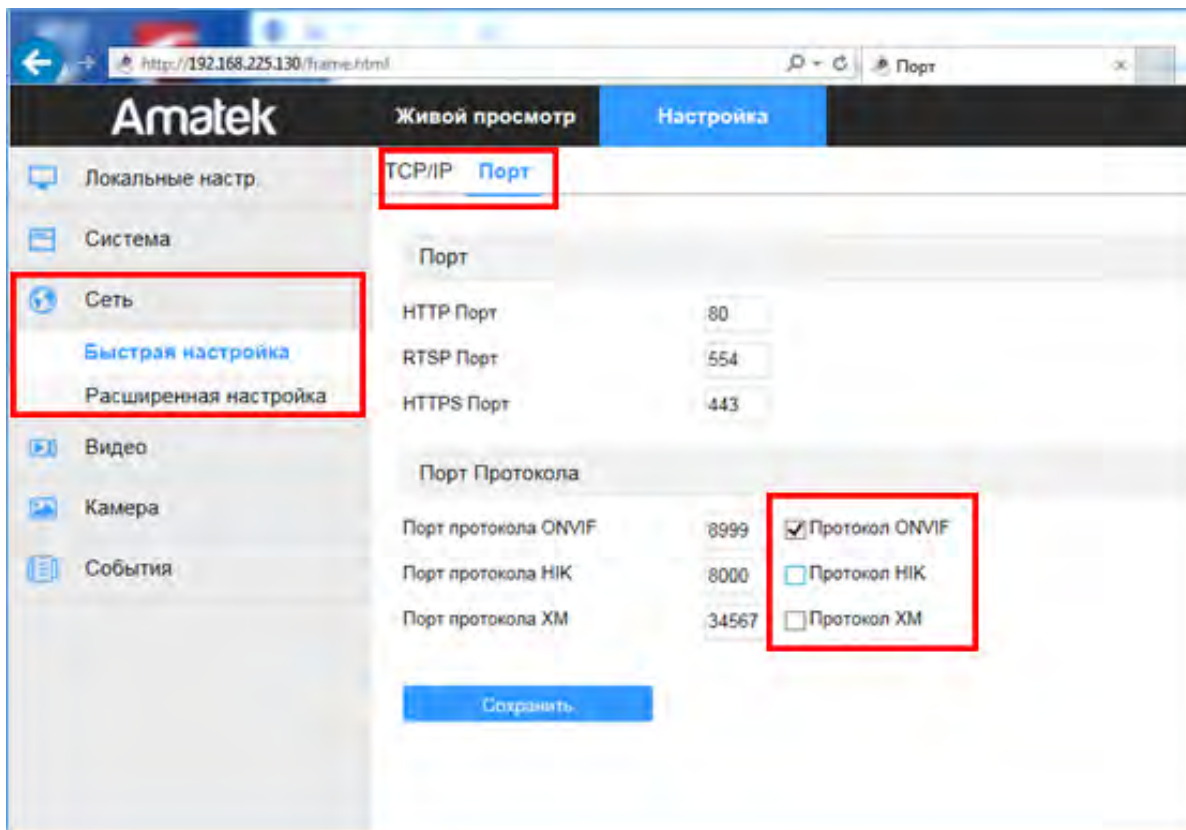 http://192.168.225.130/frame.html
Порт
Amatek
Живой просмотр
Настройка
Локальные настр.
Система
Сеть
Быстрая настройка
Расширенная настройка
Видео
Камера
События
TCP/IP Порт
Порт
HTTP Порт 80
RTSP Порт 554
HTTPS Порт 443
Порт Протокола
Порт протокола ONVIF 8999 Протокол ONVIF
Порт протокола HIK 8000 Протокол HIK
Порт протокола XM 34567 Протокол XM
Сохранить